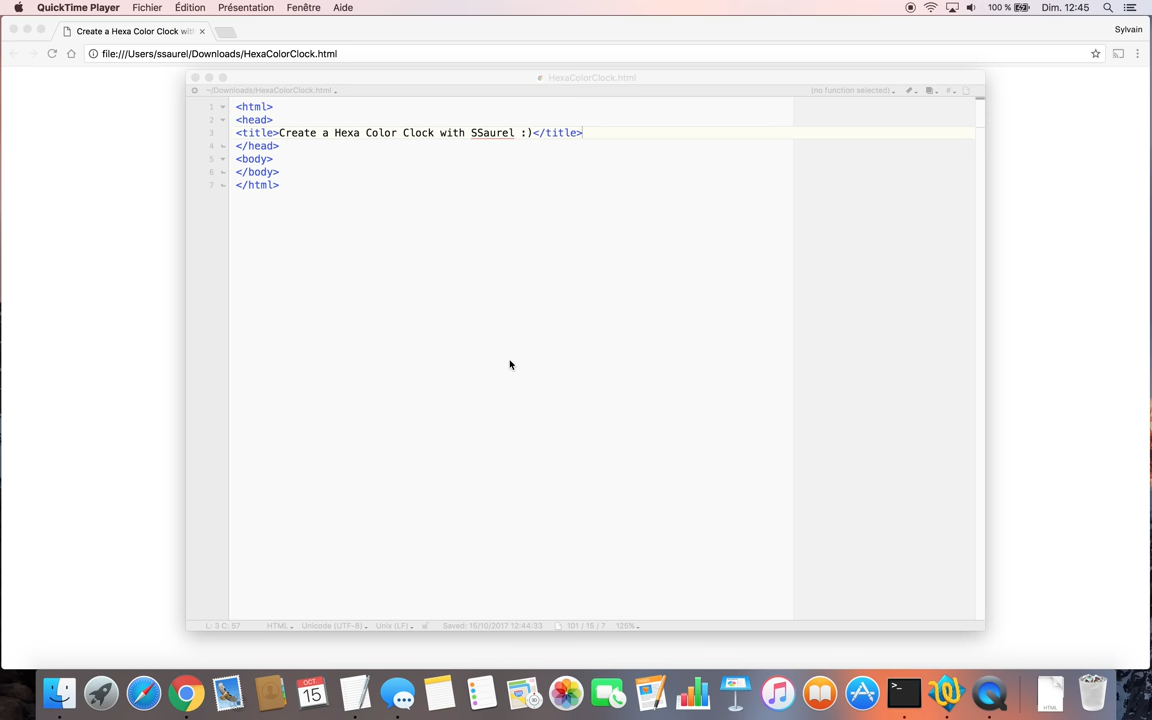 QuickTime Player Fichier Édition Présentation Fenêtre Aide 100 % Dim. 12:45
Create a Hexa Color Clock wit
Sylvain
file:///Users/ssaurel/Downloads/HexaColorClock.html
HexaColorClock.html
~/Downloads/HexaColorClock.html (no function selected) #
1 <html>
2 <head>
3 <title>Create a Hexa Color Clock with SSaurel :)</title>
4 </head>
5 <body>
6 </body>
7 </html>
L: 3 C: 57 HTML Unicode (UTF-8) Unix (LF) Saved: 15/10/2017 12:44:33 101 / 15 / 7 125%
OCT.
15
>_
HTML